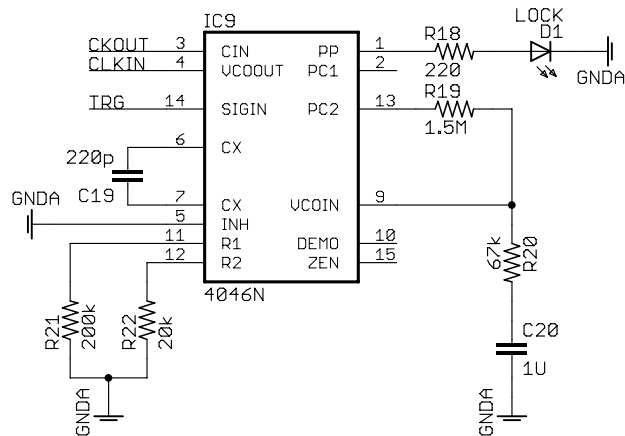 IC9
LOCK
D1
R18
220
GNDA
CKOUT 3 CIN PP 1
CLKIN 4 VCOOUT PC1 2
R19
1.5M
TRG 14 SIGIN PC2 13
6 CX
220p
C19
7 CX VCOIN 9
GNDA
5 INH
11 R1 DEMO 10
12 R2 ZEN 15
4046N
67k
R20
R21
200k
R22
20k
C20
1U
GNDA
GNDA